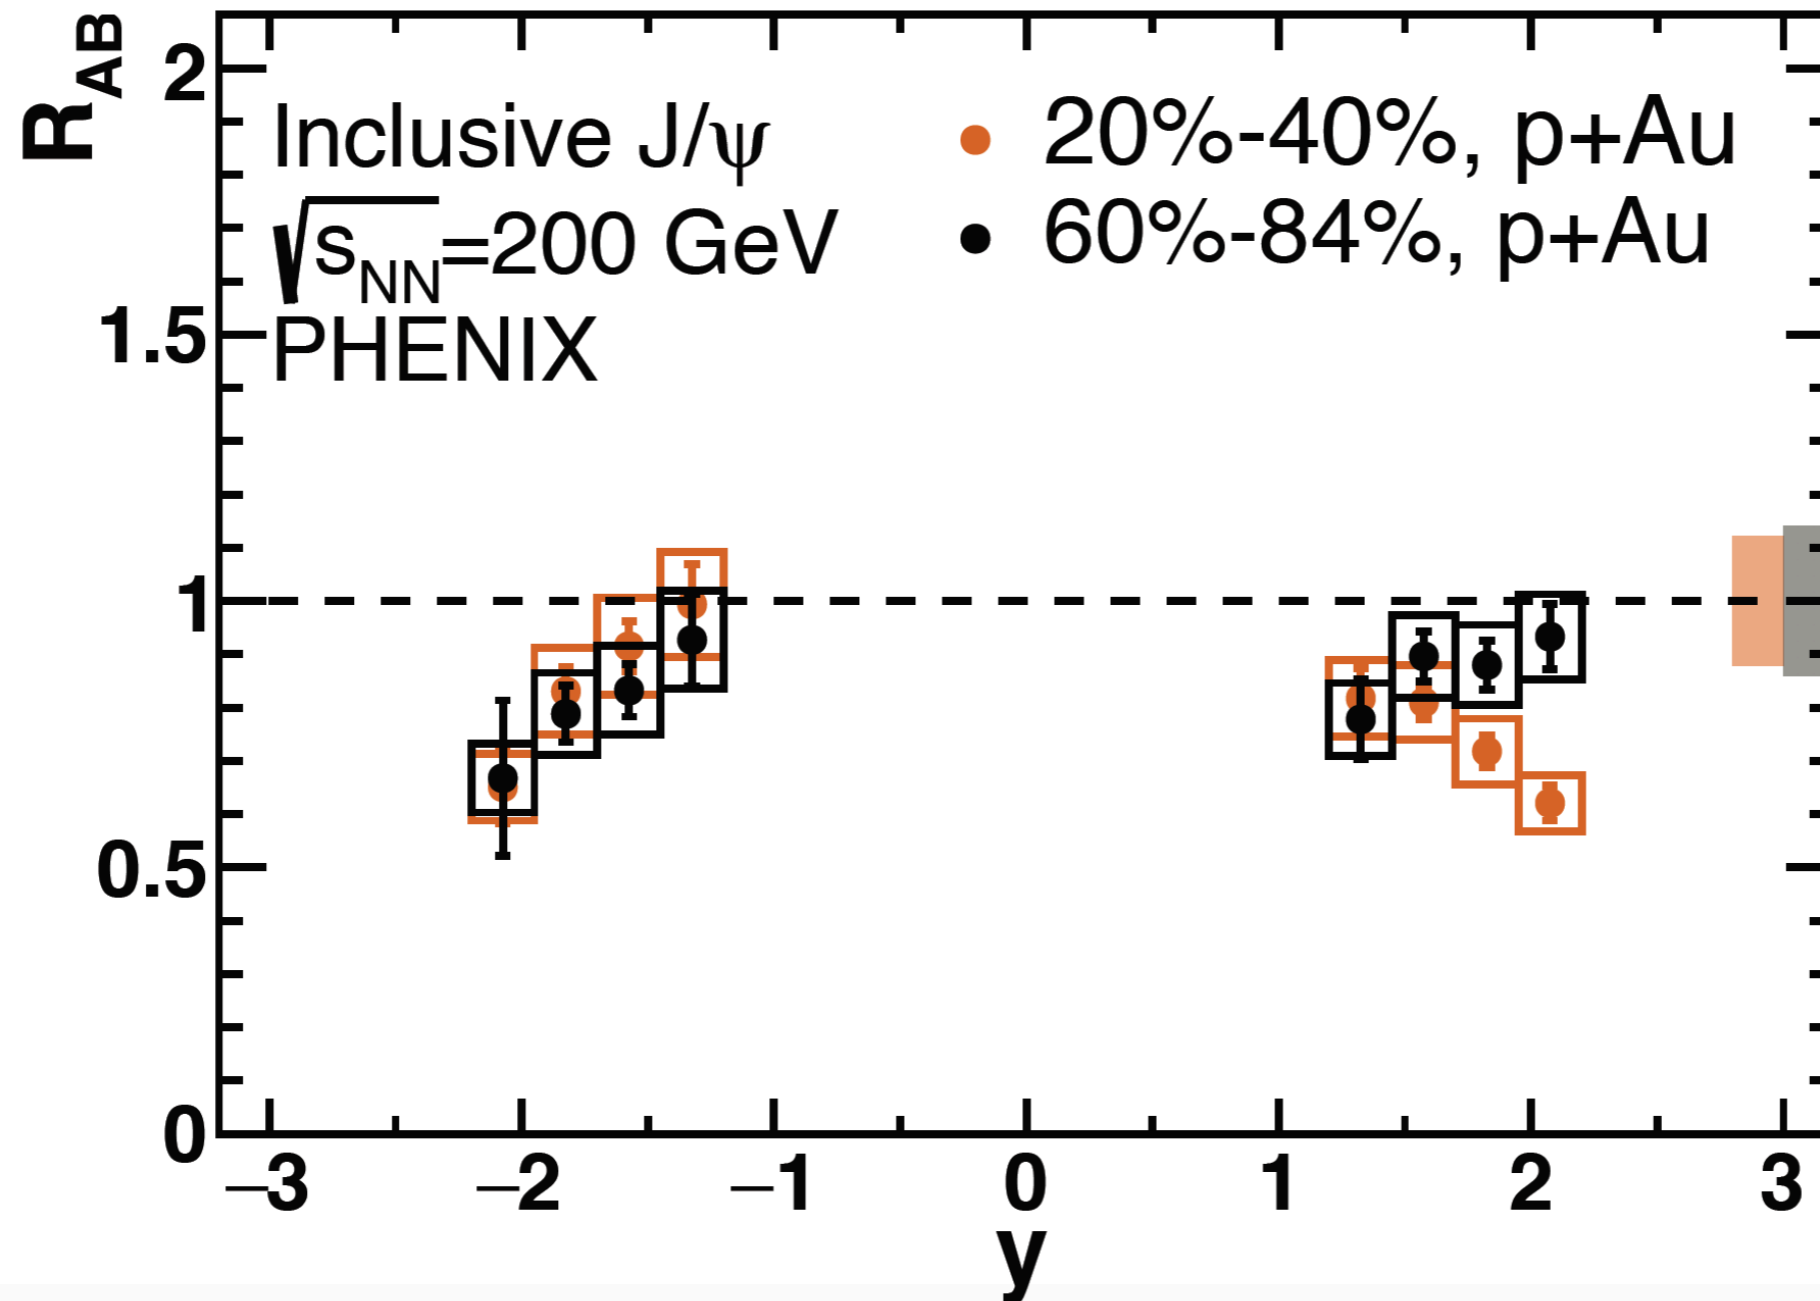 R_AB
2
1.5
1
0.5
0
Inclusive J/ψ
√s_NN=200 GeV
PHENIX
20%-40%, p+Au
60%-84%, p+Au
−3 −2 −1 0 1 2 3
y